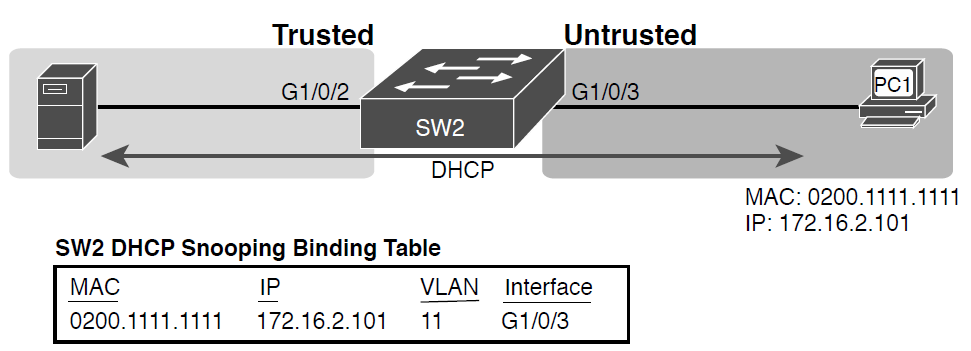 Trusted
Untrusted
G1/0/2
G1/0/3
PC1
SW2
DHCP
MAC: 0200.1111.1111
IP: 172.16.2.101
SW2 DHCP Snooping Binding Table
MAC IP VLAN Interface
0200.1111.1111 172.16.2.101 11 G1/0/3